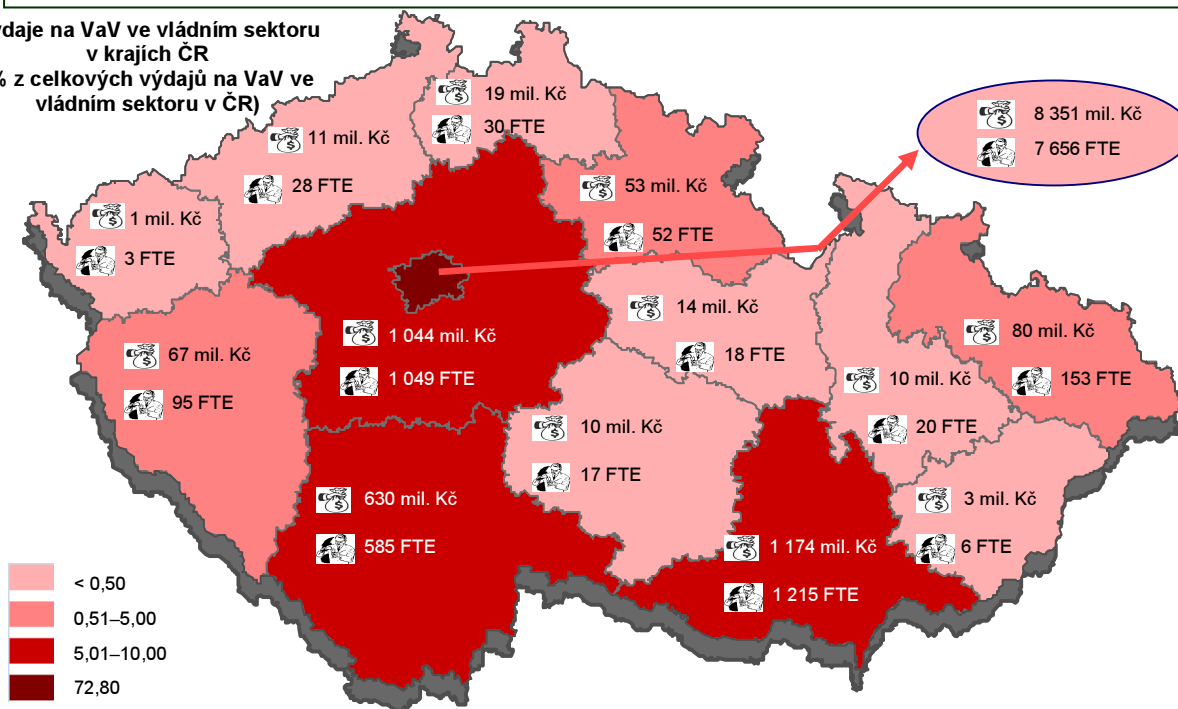 daje na VaV ve vládním sektoru
v krajích ČR
% z celkových výdajů na VaV ve
vládním sektoru v ČR)
19 mil. Kč
30 FTE
8 351 mil. Kč
7 656 FTE
11 mil. Kč
28 FTE
53 mil. Kč
52 FTE
1 mil. Kč
3 FTE
14 mil. Kč
18 FTE
1 044 mil. Kč
1 049 FTE
80 mil. Kč
153 FTE
67 mil. Kč
95 FTE
10 mil. Kč
20 FTE
10 mil. Kč
17 FTE
630 mil. Kč
585 FTE
3 mil. Kč
6 FTE
1 174 mil. Kč
1 215 FTE
< 0,50
0,51–5,00
5,01–10,00
72,80